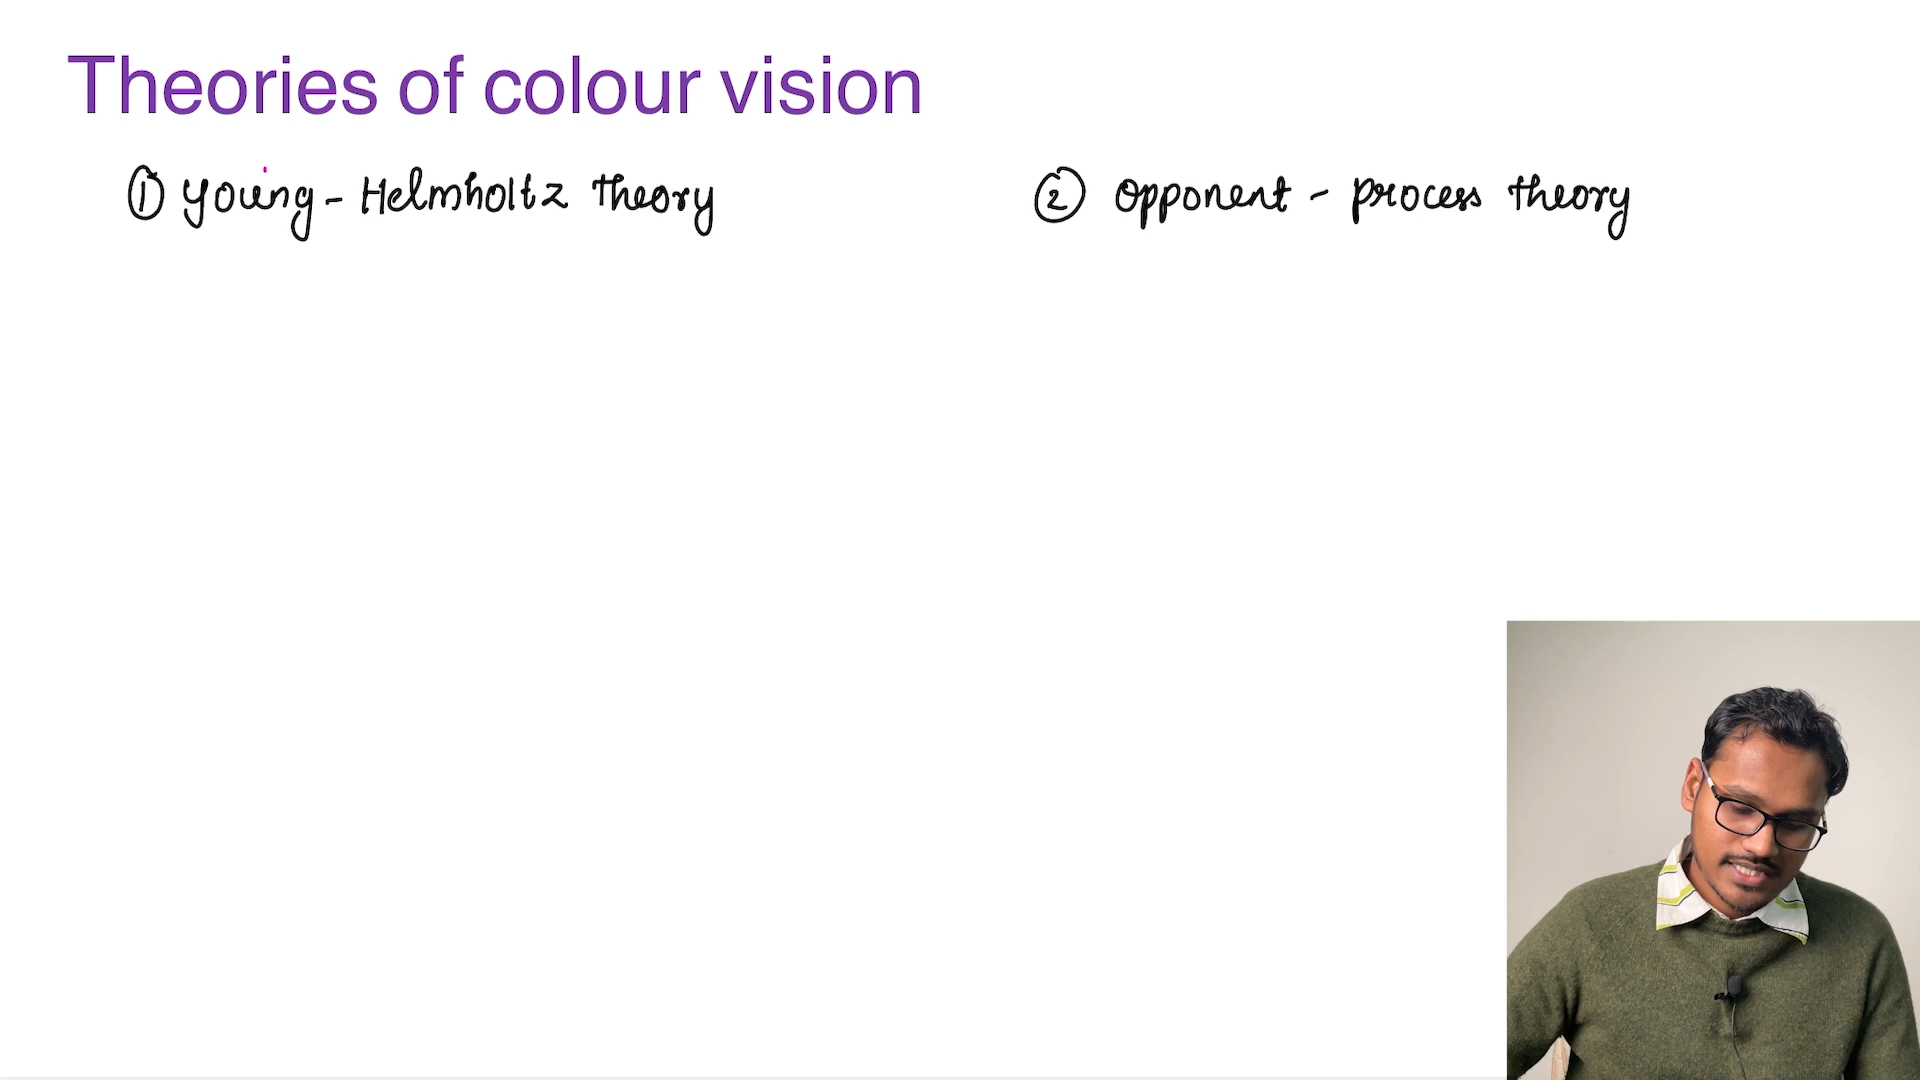 Theories of colour vision
① Young - Helmholtz Theory
② Opponent - process theory